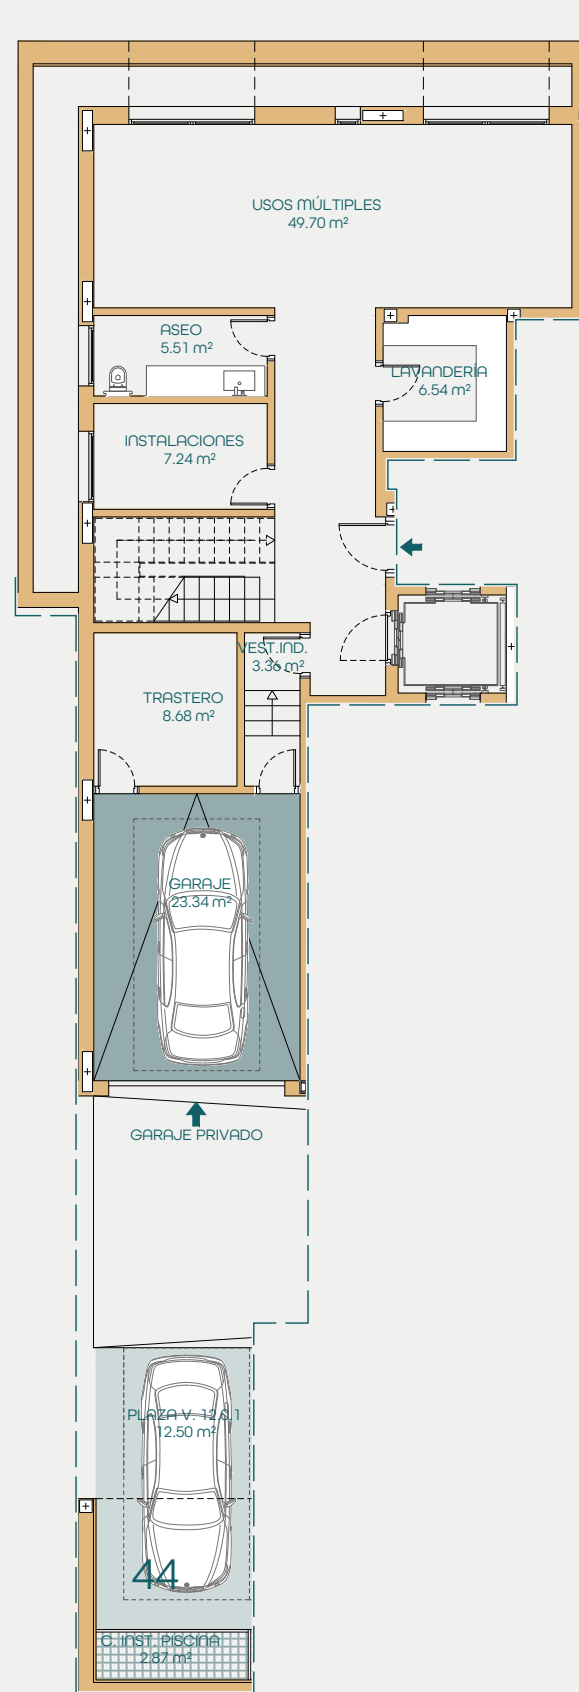 USOS MÚLTIPLES
49.70 m²
ASEO
5.51 m²
LAVANDERÍA
6.54 m²
INSTALACIONES
7.24 m²
VEST.IND.
3.36 m²
TRASTERO
8.68 m²
GARAJE
23.34 m²
GARAJE PRIVADO
PLAZA V. 12.0.1
12.50 m²
44
C. INST. PISCINA
2.87 m²